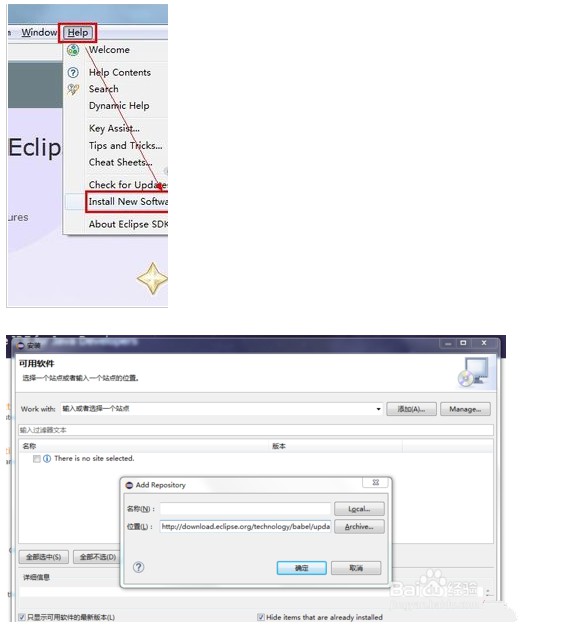 Window Help
Welcome
Help Contents
Search
Dynamic Help
Key Assist...
Eclip
Tips and Tricks...
Cheat Sheets...
Check for Update
Install New Softwa
ures
About Eclipse SDK
安装
可用软件
选择一个站点或者输入一个站点的位置。
Work with: 输入或者选择一个站点 添加(A)... Manage...
输入过滤器文本
名称 版本
There is no site selected.
Add Repository
名称(N): Local...
位置(L): http://download.eclipse.org/technology/babel/upda Archive...
确定 取消
全部选中(S) 全部不选(D)
详细信息
Baidu经验
只显示可用软件的最新版本(L) Hide items that are already installed